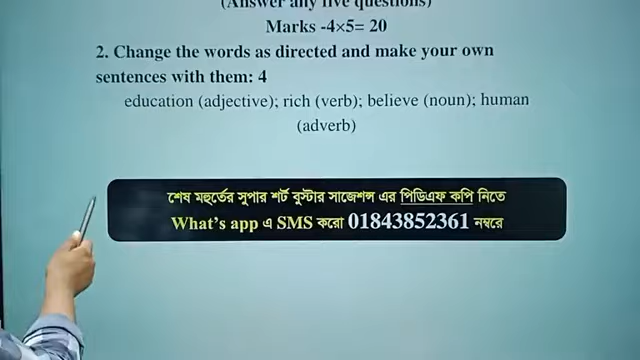 (Answer any five questions)
Marks -4×5= 20
2. Change the words as directed and make your own
sentences with them: 4
education (adjective); rich (verb); believe (noun); human
(adverb)
শেষ মহুর্তের সুপার শর্ট বুস্টার সাজেশন্স এর পিডিএফ কপি নিতে
What's app এ SMS করো 01843852361 নম্বরে